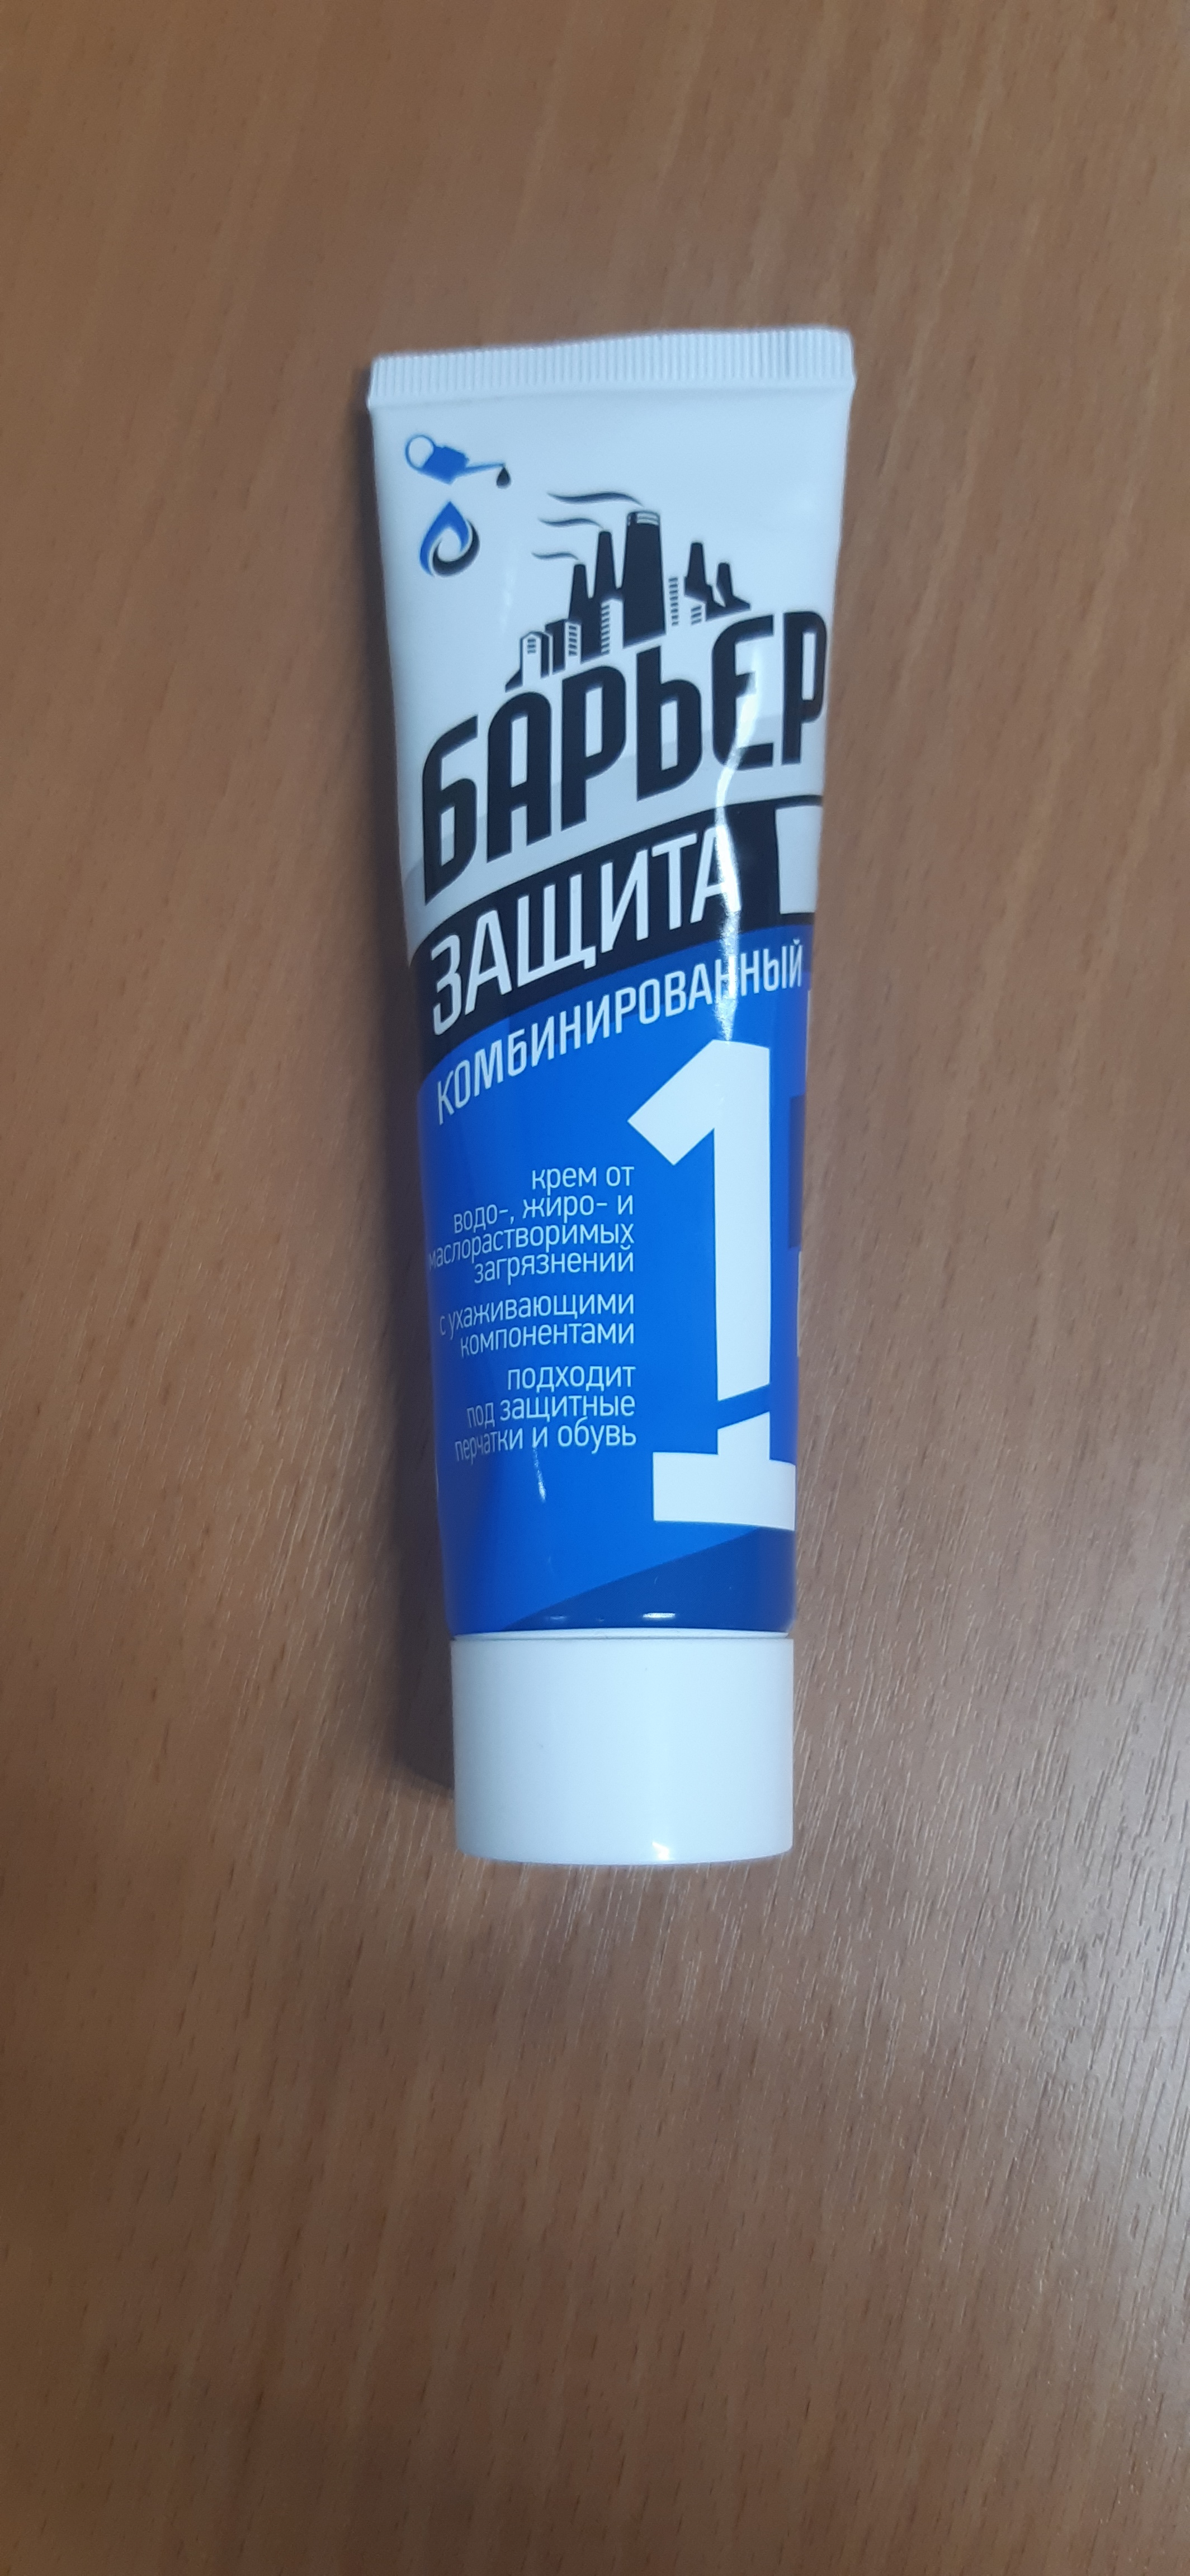 БАРЬЕР
ЗАЩИТА
КОМБИНИРОВАННЫЙ
1
крем от
водо-, жиро- и
маслорастворимых
загрязнений
с ухаживающими
компонентами
подходит
под защитные
перчатки и обувь